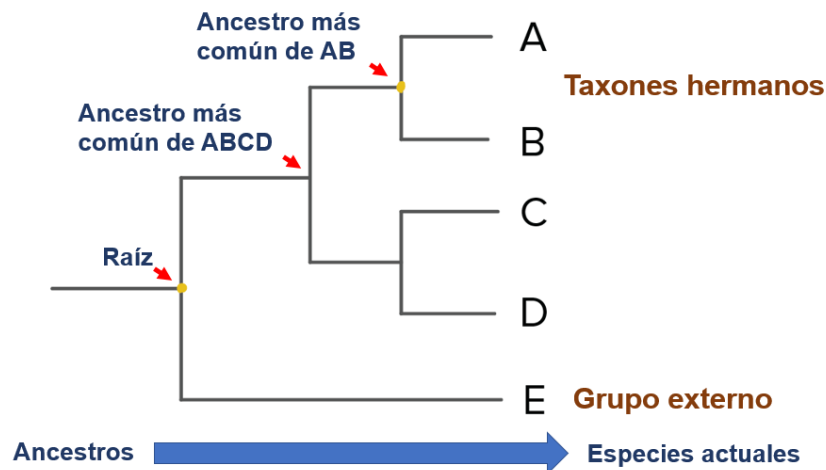 Ancestro más
común de AB
A
Taxones hermanos
Ancestro más
común de ABCD
B
C
Raíz
D
E
Grupo externo
Ancestros
Especies actuales